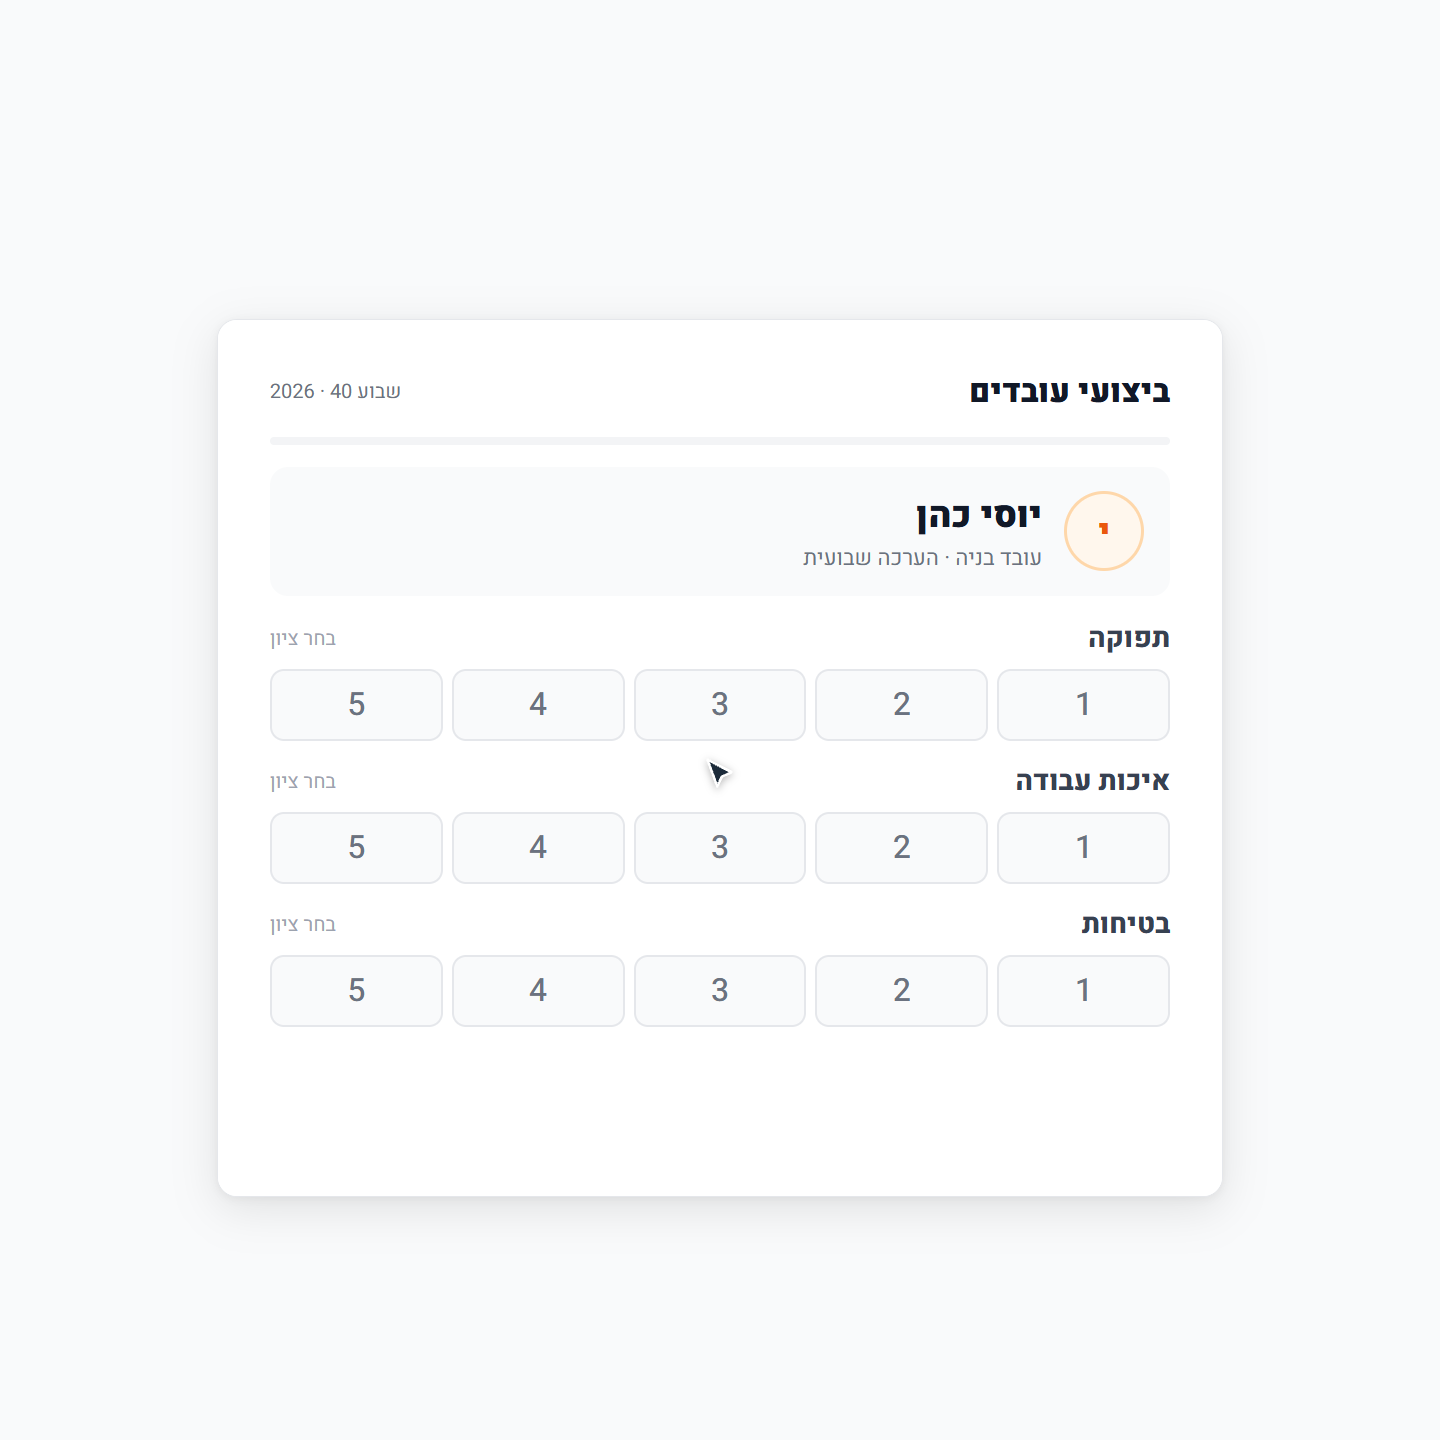 ביצועי עובדים
שבוע 40 · 2026
י
יוסי כהן
עובד בניה · הערכה שבועית
תפוקה
בחר ציון
1 2 3 4 5
איכות עבודה
בחר ציון
1 2 3 4 5
בטיחות
בחר ציון
1 2 3 4 5